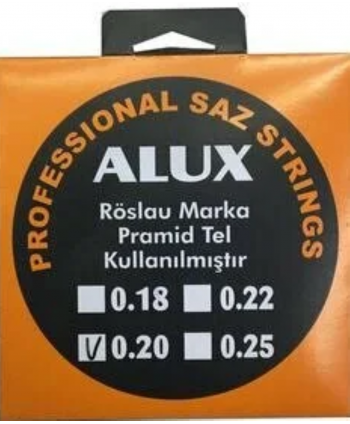 PROFESSIONAL SAZ STRINGS
ALUX
Röslau Marka
Pramid Tel
Kullanılmıştır
0.18 0.22
V 0.20 0.25